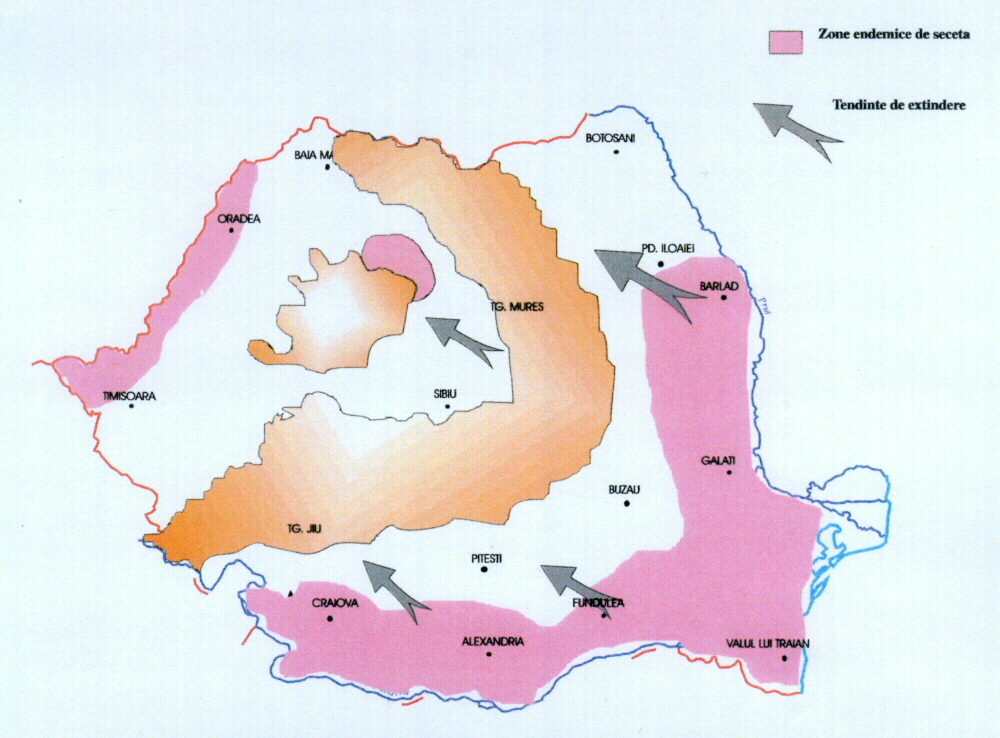 Zone endemice de seceta
Tendinte de extindere
BOTOSANI
BAIA MA
ORADEA
PD. ILOAIEI
BARLAD
Prut
TG. MURES
TIMISOARA
SIBIU
GALATI
BUZAU
TG. JIU
PITESTI
CRAIOVA
FUNDULEA
ALEXANDRIA
VALUL LUI TRAIAN